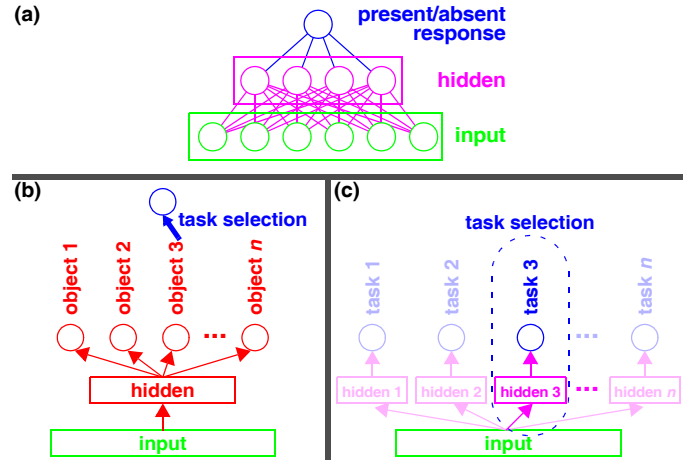 (a)
present/absent
response
hidden
input
(b)
task selection
object 1
object 2
object 3
...
object n
hidden
input
(c)
task selection
task 1
task 2
task 3
...
task n
hidden 1
hidden 2
hidden 3
...
hidden n
input